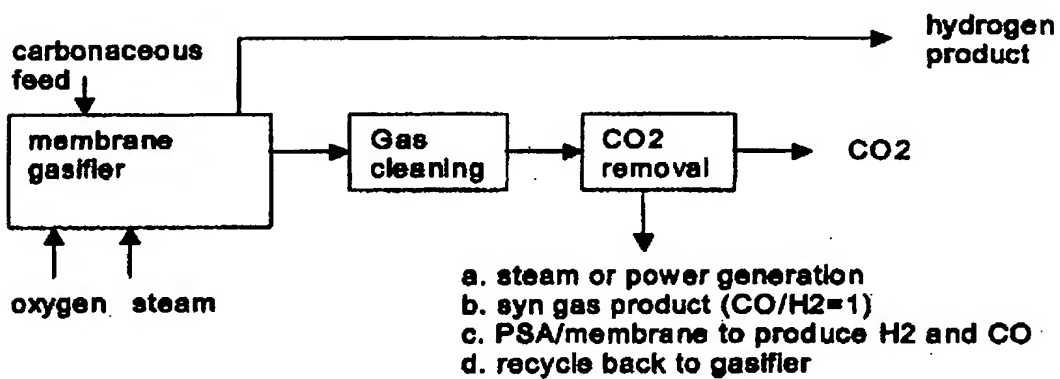 hydrogen
product
carbonaceous
feed
membrane
gasifier
Gas
cleaning
CO2
removal
CO2
oxygen steam
a. steam or power generation
b. syn gas product (CO/H2=1)
c. PSA/membrane to produce H2 and CO
d. recycle back to gasifier